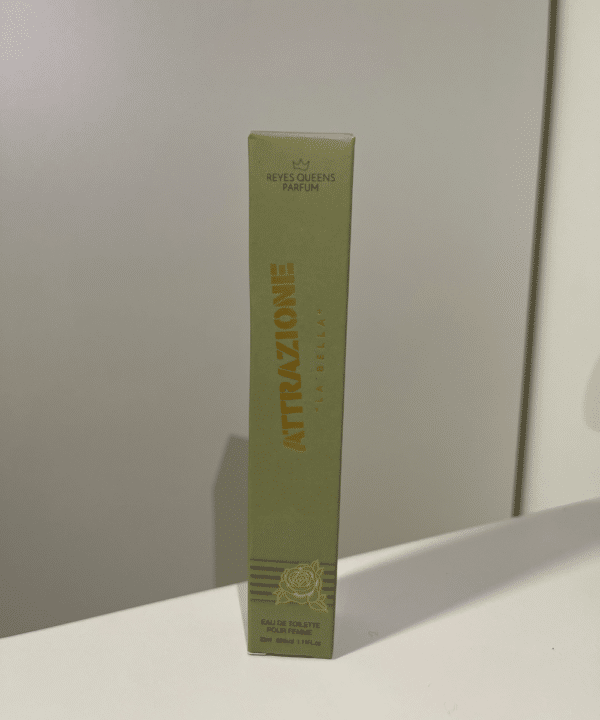 REYES QUEENS
PARFUM
ATTRAZIONE
EAU DE TOILETTE
POUR FEMME